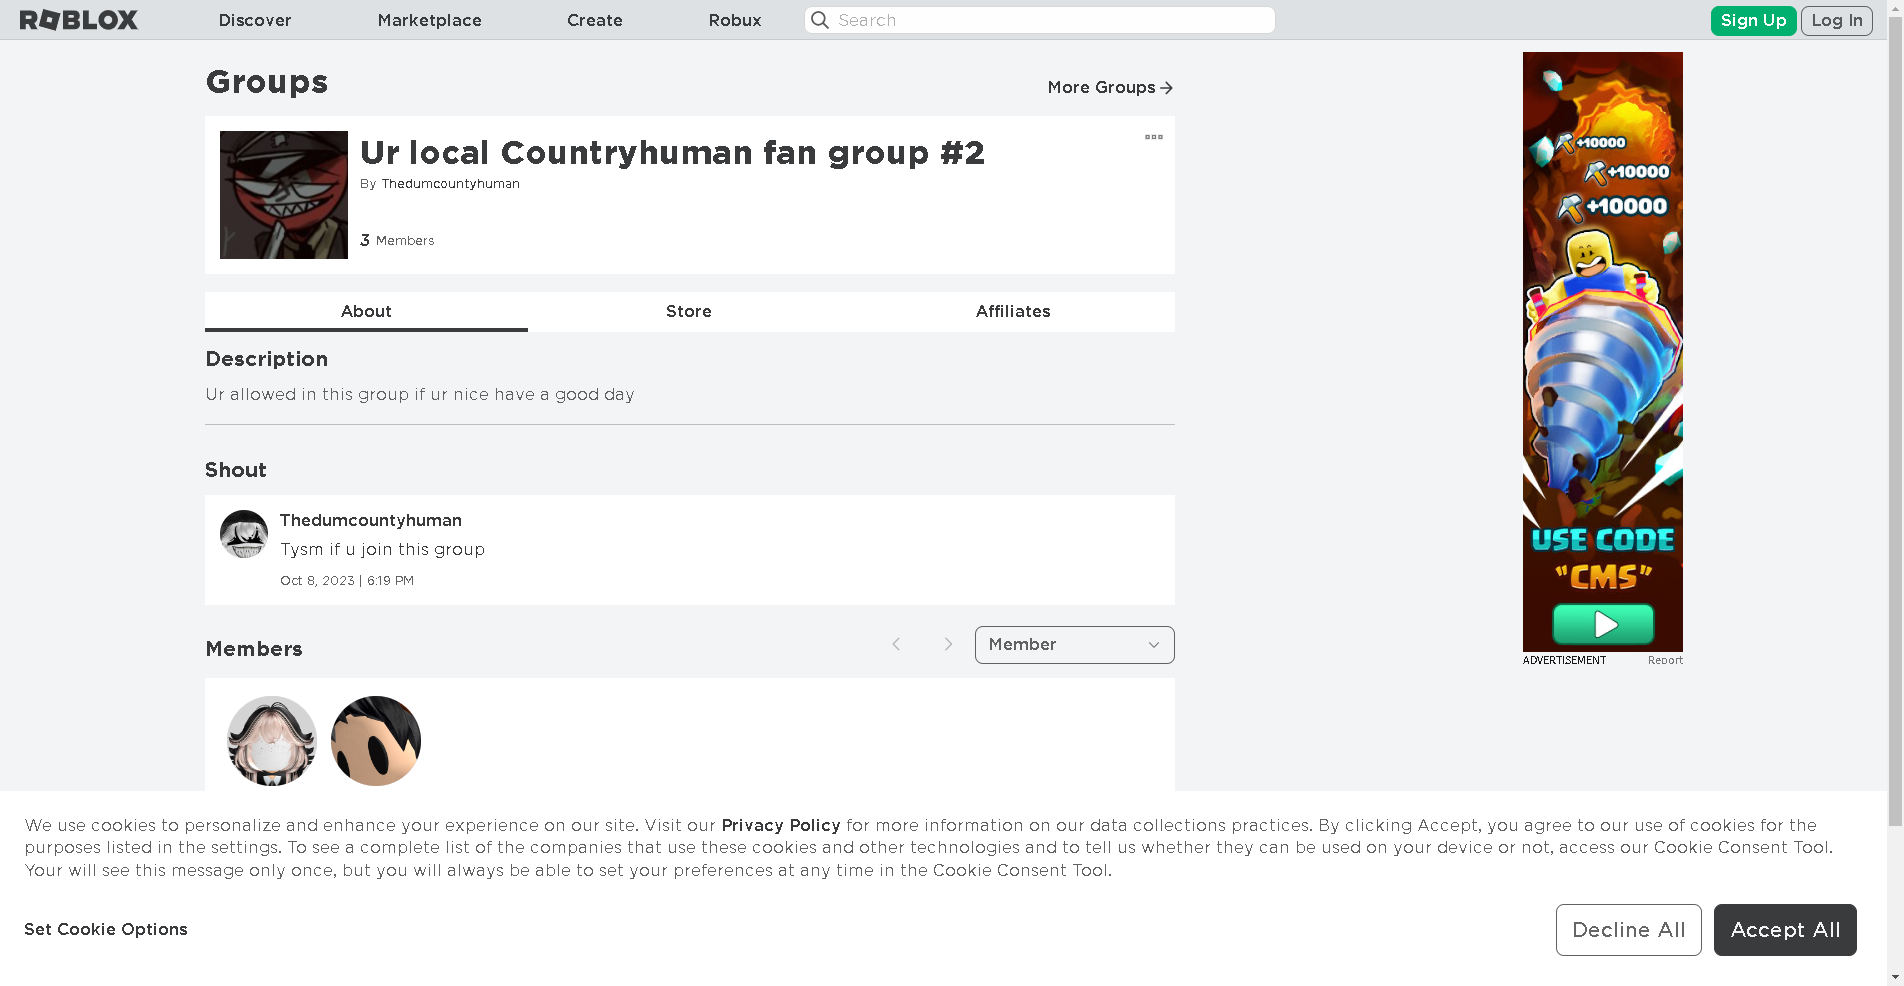 ROBLOX Discover Marketplace Create Robux Search Sign Up Log In
Groups
More Groups
Ur local Countryhuman fan group #2
By Thedumcountyhuman
3 Members
About Store Affiliates
Description
Ur allowed in this group if ur nice have a good day
Shout
Thedumcountyhuman
Tysm if u join this group
Oct 8, 2023 | 6:19 PM
Members
Member
+10000
+10000
+10000
USE CODE
"CMS"
ADVERTISEMENT Report
We use cookies to personalize and enhance your experience on our site. Visit our Privacy Policy for more information on our data collections practices. By clicking Accept, you agree to our use of cookies for the
purposes listed in the settings. To see a complete list of the companies that use these cookies and other technologies and to tell us whether they can be used on your device or not, access our Cookie Consent Tool.
Your will see this message only once, but you will always be able to set your preferences at any time in the Cookie Consent Tool.
Set Cookie Options
Decline All Accept All